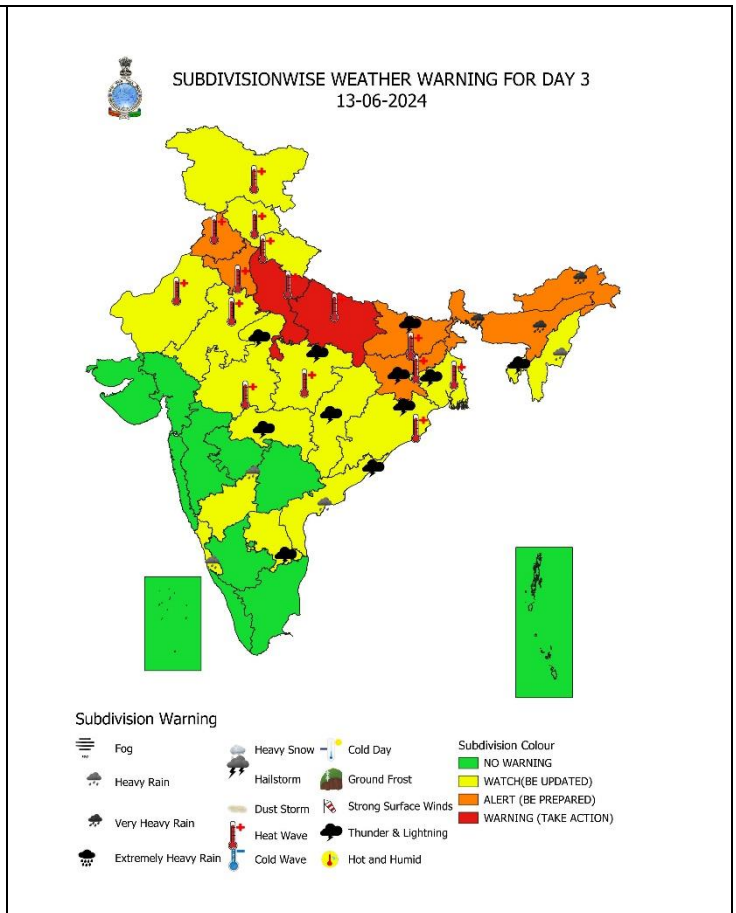 SUBDIVISIONWISE WEATHER WARNING FOR DAY 3
13-06-2024
Subdivision Warning
Fog
Heavy Rain
Very Heavy Rain
Extremely Heavy Rain
Heavy Snow
Hailstorm
Dust Storm
Heat Wave
Cold Wave
Cold Day
Ground Frost
Strong Surface Winds
Thunder & Lightning
Hot and Humid
Subdivision Colour
NO WARNING
WATCH(BE UPDATED)
ALERT (BE PREPARED)
WARNING (TAKE ACTION)